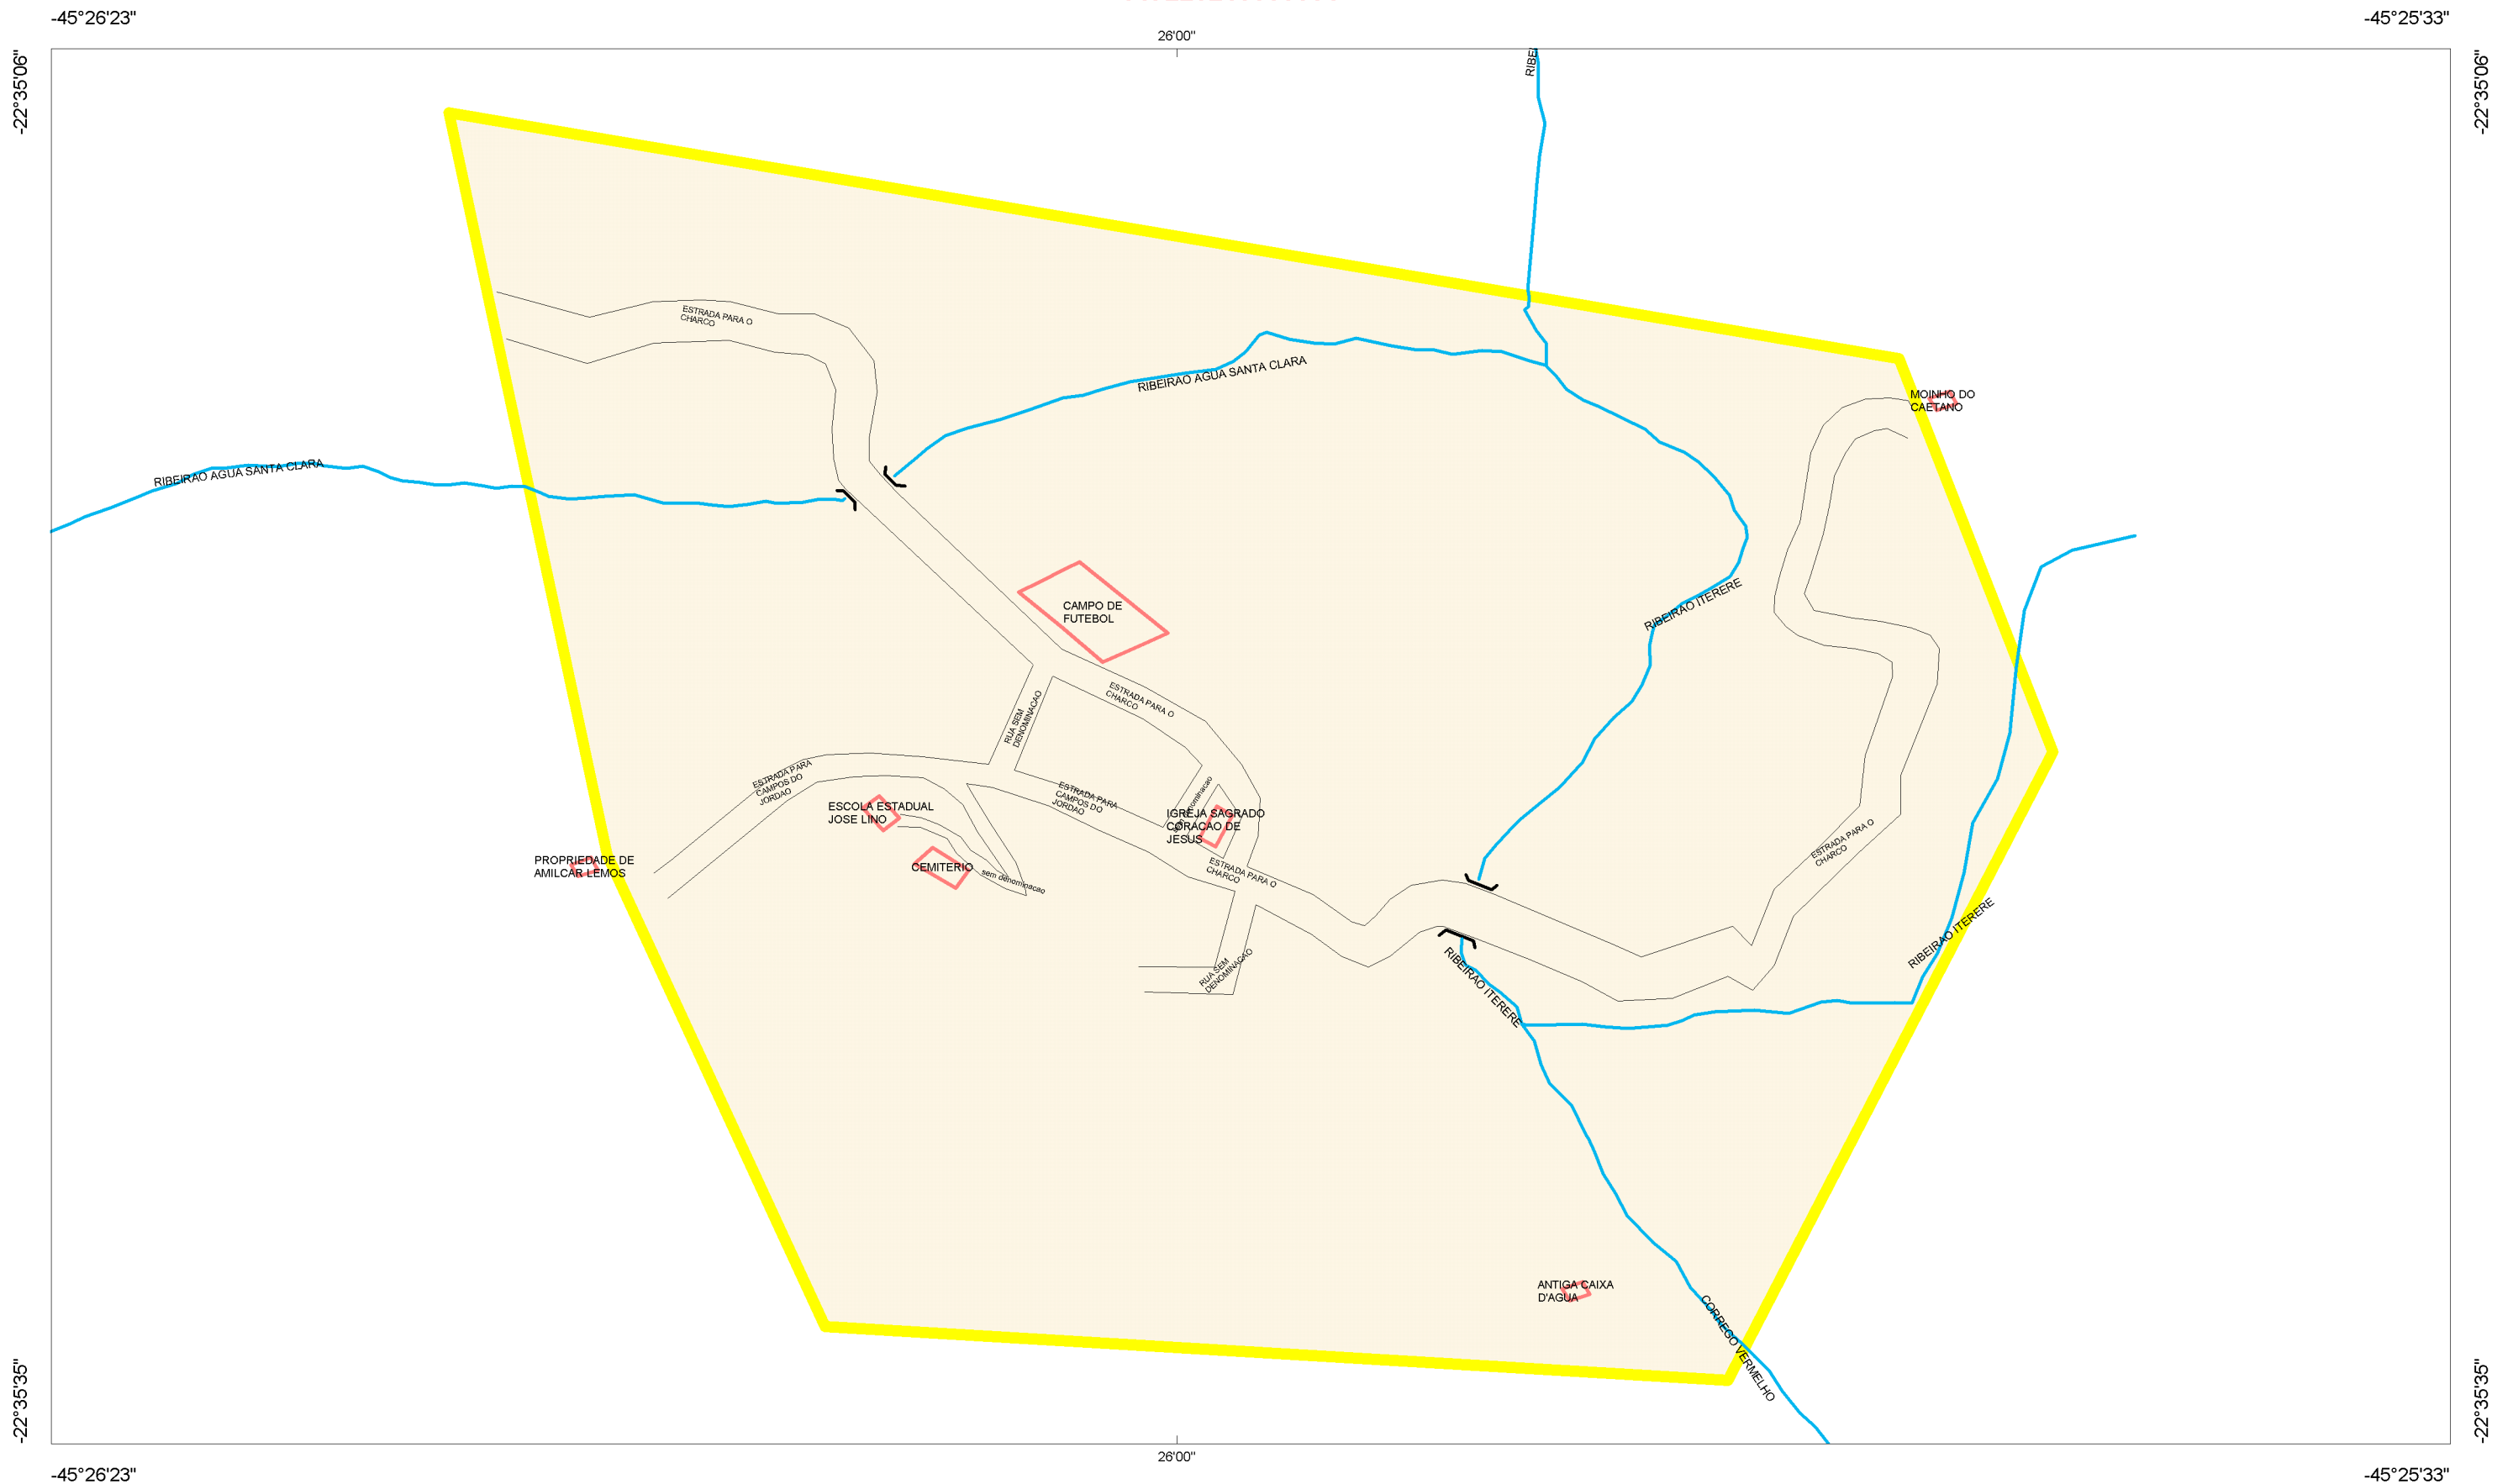 -45°26'23"
-45°25'33"
26'00"
-22°35'06"
-22°35'06"
RIBEI
ESTRADA PARA O
CHARCO
RIBEIRAO AGUA SANTA CLARA
MOINHO DO
CAETANO
RIBEIRAO AGUA SANTA CLARA
CAMPO DE
FUTEBOL
RIBEIRAO ITERERE
ESTRADA PARA O
CHARCO
RUA SEM
DENOMINACAO
ESTRADA PARA
CAMPOS DO
JORDAO
ESTRADA PARA
CAMPOS DO
JORDAO
sem denominacao
ESCOLA ESTADUAL
JOSE LINO
IGREJA SAGRADO
CORACAO DE
JESUS
ESTRADA PARA O
CHARCO
PROPRIEDADE DE
AMILCAR LEMOS
CEMITERIO
sem denominacao
ESTRADA PARA O
CHARCO
RIBEIRAO ITERERE
RUA SEM
DENOMINACAO
RIBEIRAO ITERERE
ANTIGA CAIXA
D'AGUA
CORREGO VERMELHO
-22°35'35"
-22°35'35"
26'00"
-45°26'23"
-45°25'33"